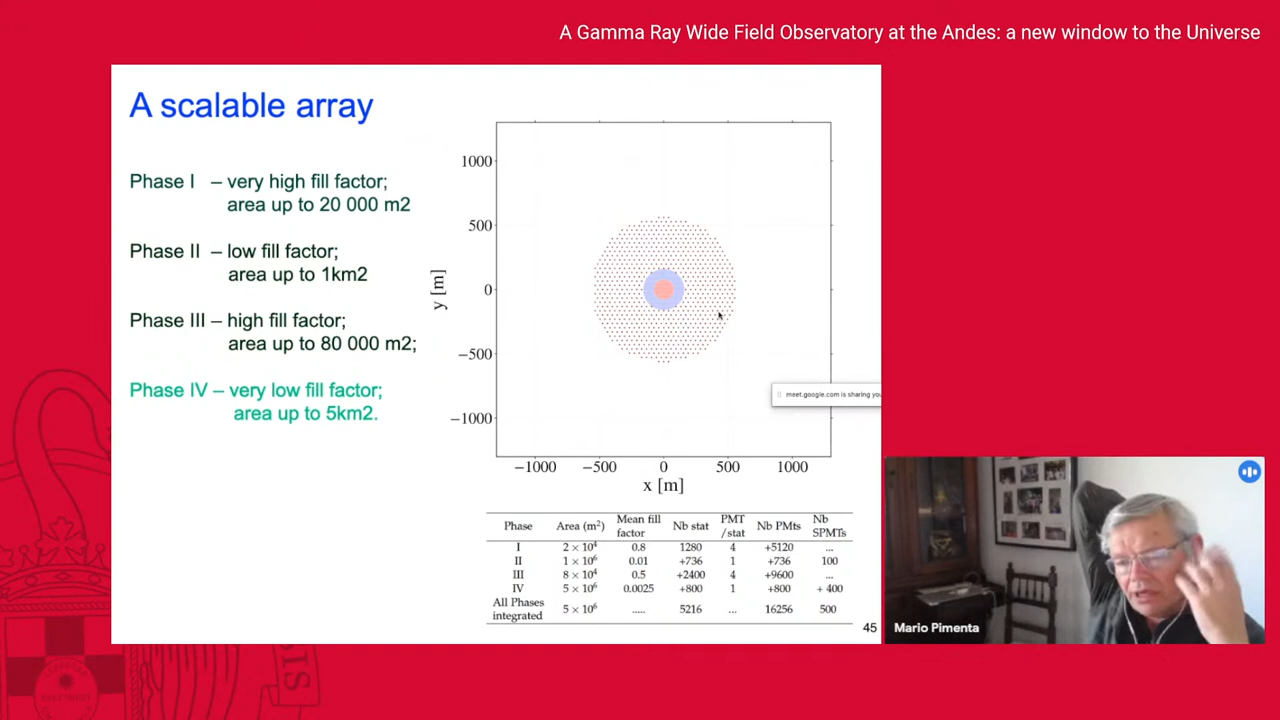 A Gamma Ray Wide Field Observatory at the Andes: a new window to the Universe
A scalable array
Phase I – very high fill factor;
area up to 20 000 m2
Phase II – low fill factor;
area up to 1km2
Phase III – high fill factor;
area up to 80 000 m2;
Phase IV – very low fill factor;
area up to 5km2.
1000
500
0
−500
−1000
y [m]
−1000 −500 0 500 1000
x [m]
meet.google.com is sharing you
Phase Area (m²) Mean fill factor Nb stat PMT /stat Nb PMts Nb SPMTs
I 2 × 10⁴ 0.8 1280 4 +5120 ...
II 1 × 10⁶ 0.01 +736 1 +736 100
III 8 × 10⁴ 0.5 +2400 4 +9600 ...
IV 5 × 10⁶ 0.0025 +800 1 +800 + 400
All Phases integrated 5 × 10⁶ ..... 5216 ... 16256 500
45
Mario Pimenta